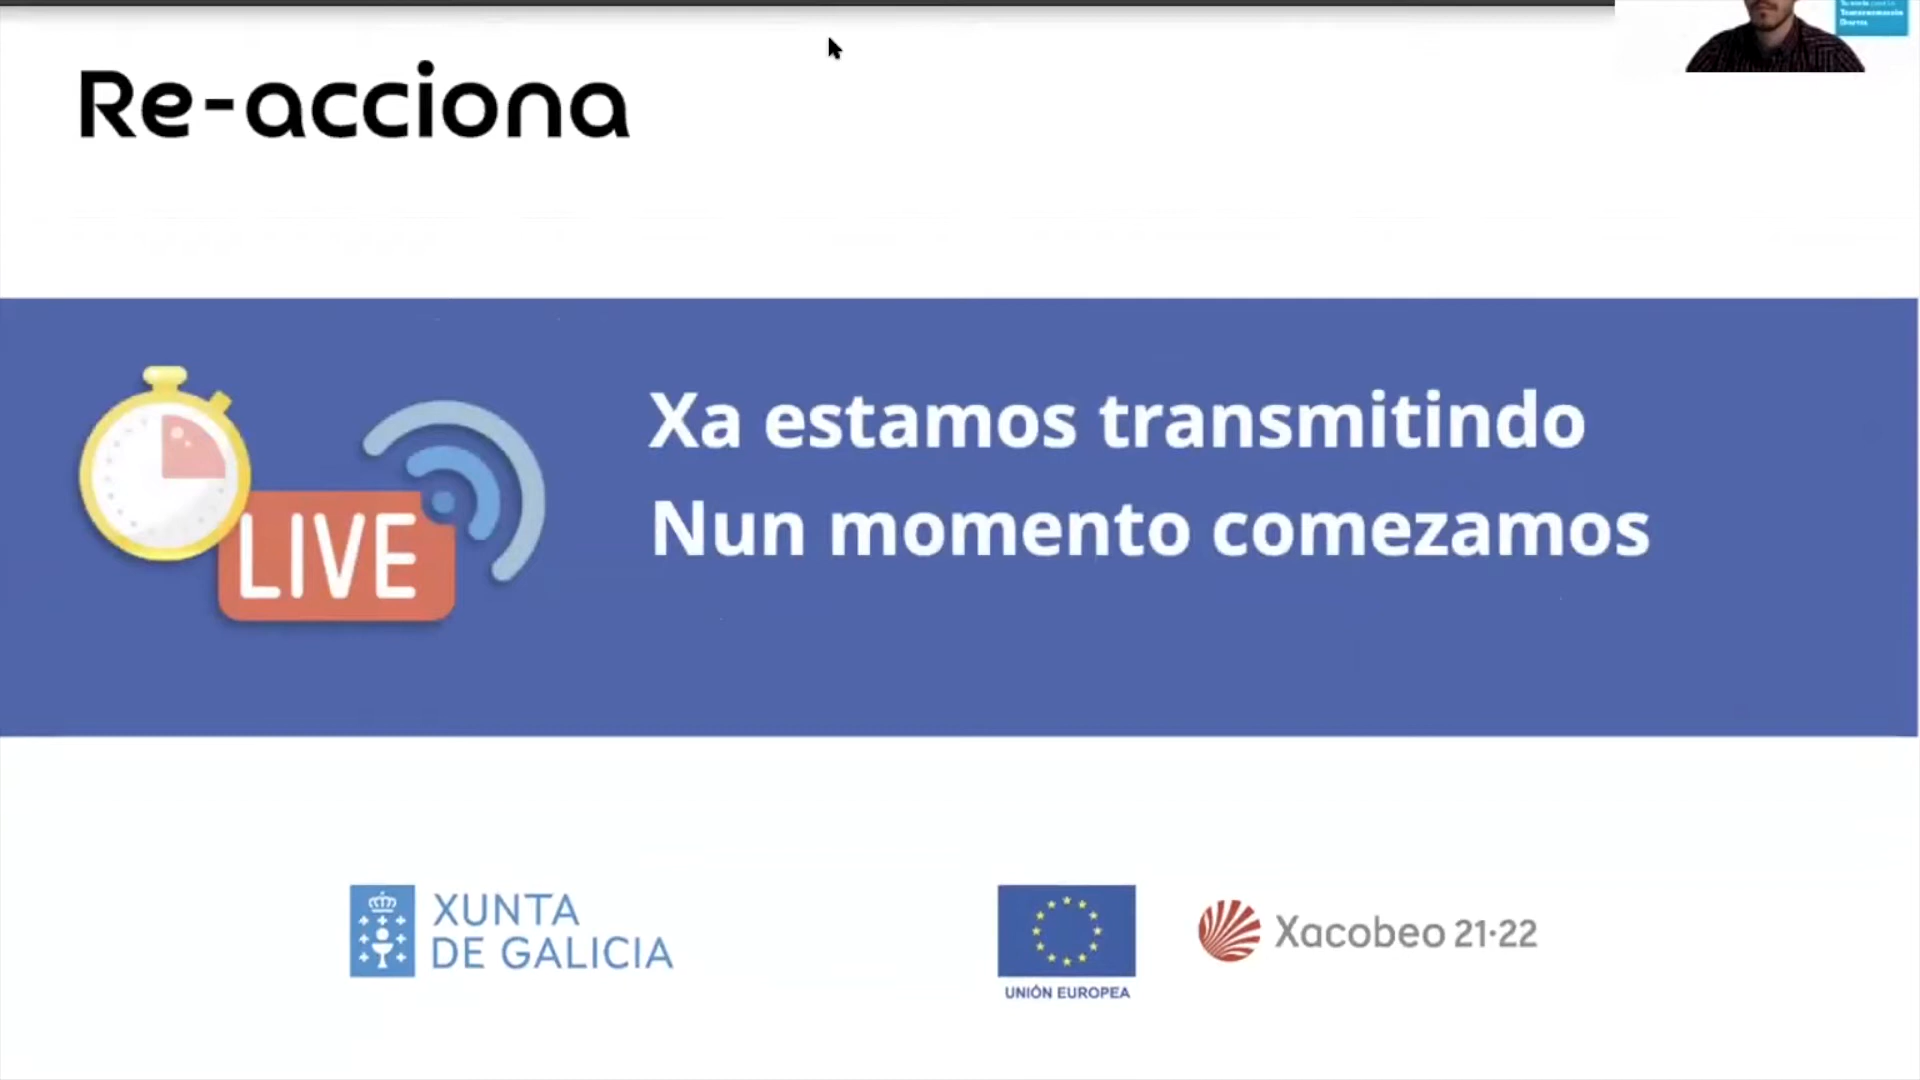 Re-acciona
Xa estamos transmitindo
Nun momento comezamos
LIVE
XUNTA
DE GALICIA
UNIÓN EUROPEA
Xacobeo 21·22